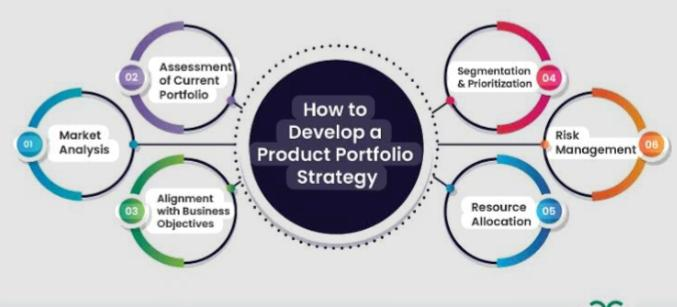 How to
Develop a
Product Portfolio
Strategy
01
Market
Analysis
02
Assessment
of Current
Portfolio
03
Alignment
with Business
Objectives
Segmentation
& Prioritization
04
Resource
Allocation
05
Risk
Management
06